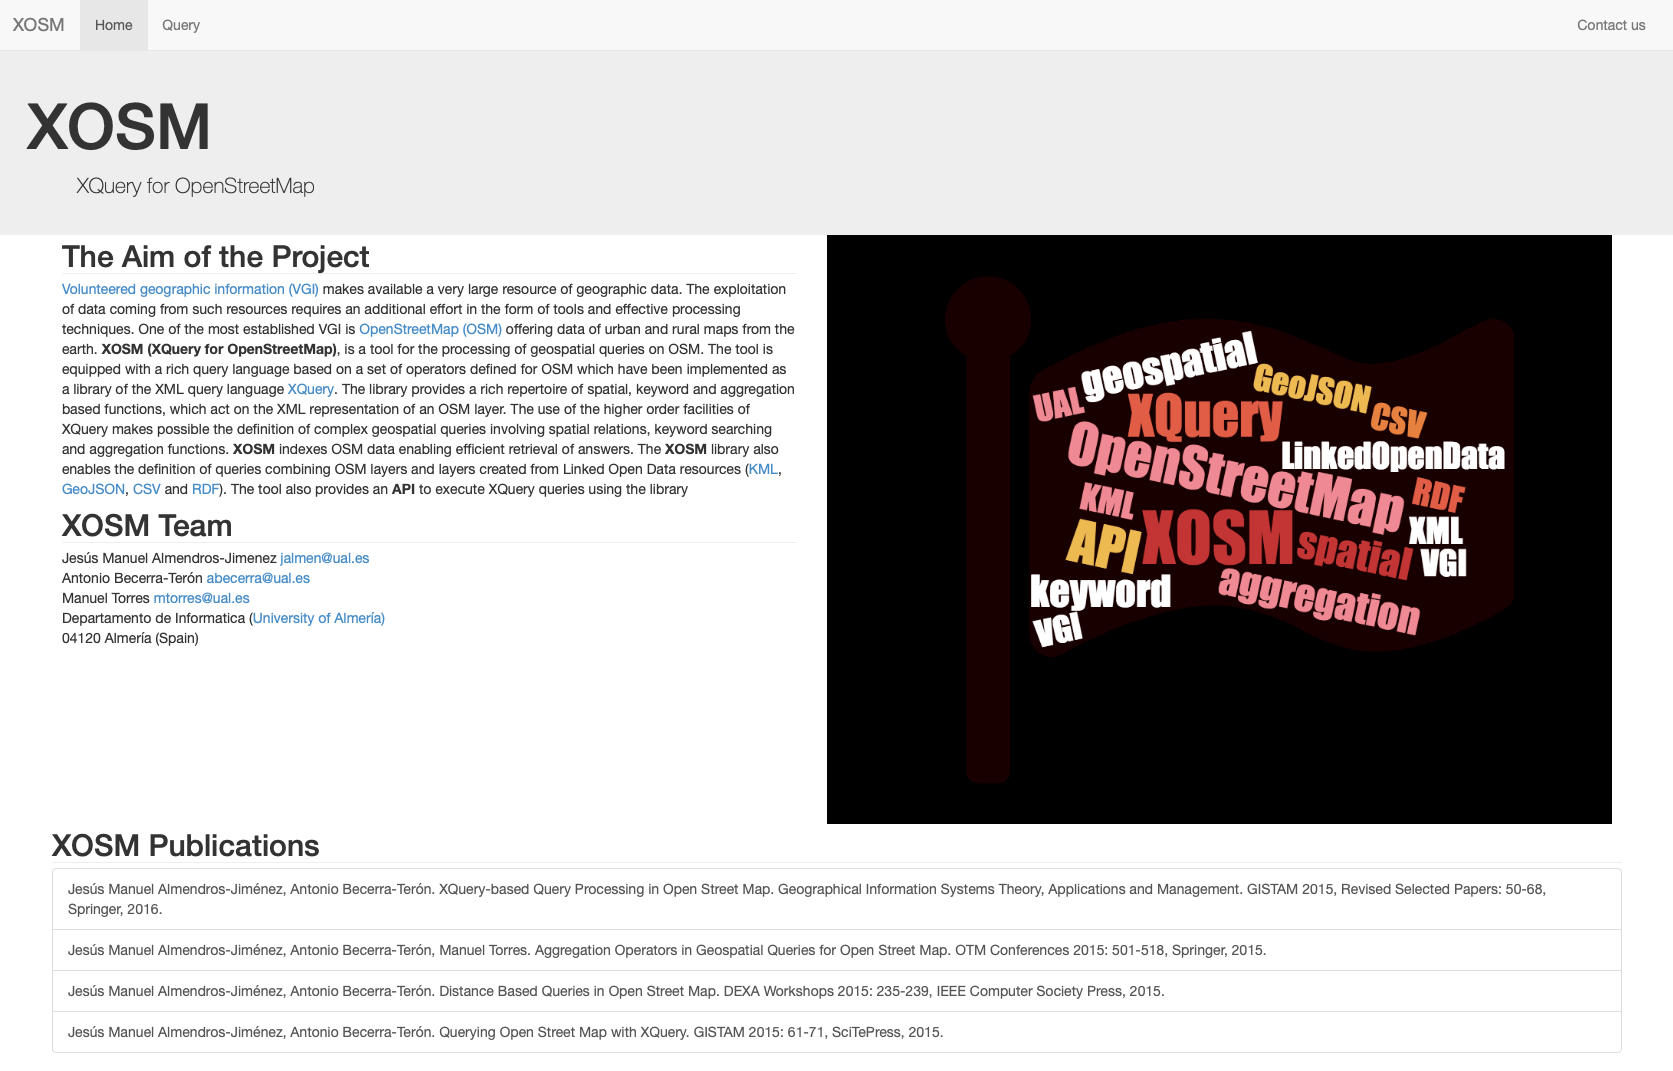 XOSM Home Query Contact us
XOSM
XQuery for OpenStreetMap
The Aim of the Project
Volunteered geographic information (VGI) makes available a very large resource of geographic data. The exploitation
of data coming from such resources requires an additional effort in the form of tools and effective processing
techniques. One of the most established VGI is OpenStreetMap (OSM) offering data of urban and rural maps from the
earth. XOSM (XQuery for OpenStreetMap), is a tool for the processing of geospatial queries on OSM. The tool is
equipped with a rich query language based on a set of operators defined for OSM which have been implemented as
a library of the XML query language XQuery. The library provides a rich repertoire of spatial, keyword and aggregation
based functions, which act on the XML representation of an OSM layer. The use of the higher order facilities of
XQuery makes possible the definition of complex geospatial queries involving spatial relations, keyword searching
and aggregation functions. XOSM indexes OSM data enabling efficient retrieval of answers. The XOSM library also
enables the definition of queries combining OSM layers and layers created from Linked Open Data resources (KML,
GeoJSON, CSV and RDF). The tool also provides an API to execute XQuery queries using the library
XOSM Team
Jesús Manuel Almendros-Jimenez jalmen@ual.es
Antonio Becerra-Terón abecerra@ual.es
Manuel Torres mtorres@ual.es
Departamento de Informatica (University of Almería)
04120 Almería (Spain)
geospatial
GeoJSON
UAL
XQuery
CSV
OpenStreetMap
LinkedOpenData
KML
RDF
API
XOSM
spatial
XML
VGI
keyword
aggregation
VGI
XOSM Publications
Jesús Manuel Almendros-Jiménez, Antonio Becerra-Terón. XQuery-based Query Processing in Open Street Map. Geographical Information Systems Theory, Applications and Management. GISTAM 2015, Revised Selected Papers: 50-68,
Springer, 2016.
Jesús Manuel Almendros-Jiménez, Antonio Becerra-Terón, Manuel Torres. Aggregation Operators in Geospatial Queries for Open Street Map. OTM Conferences 2015: 501-518, Springer, 2015.
Jesús Manuel Almendros-Jiménez, Antonio Becerra-Terón. Distance Based Queries in Open Street Map. DEXA Workshops 2015: 235-239, IEEE Computer Society Press, 2015.
Jesús Manuel Almendros-Jiménez, Antonio Becerra-Terón. Querying Open Street Map with XQuery. GISTAM 2015: 61-71, SciTePress, 2015.